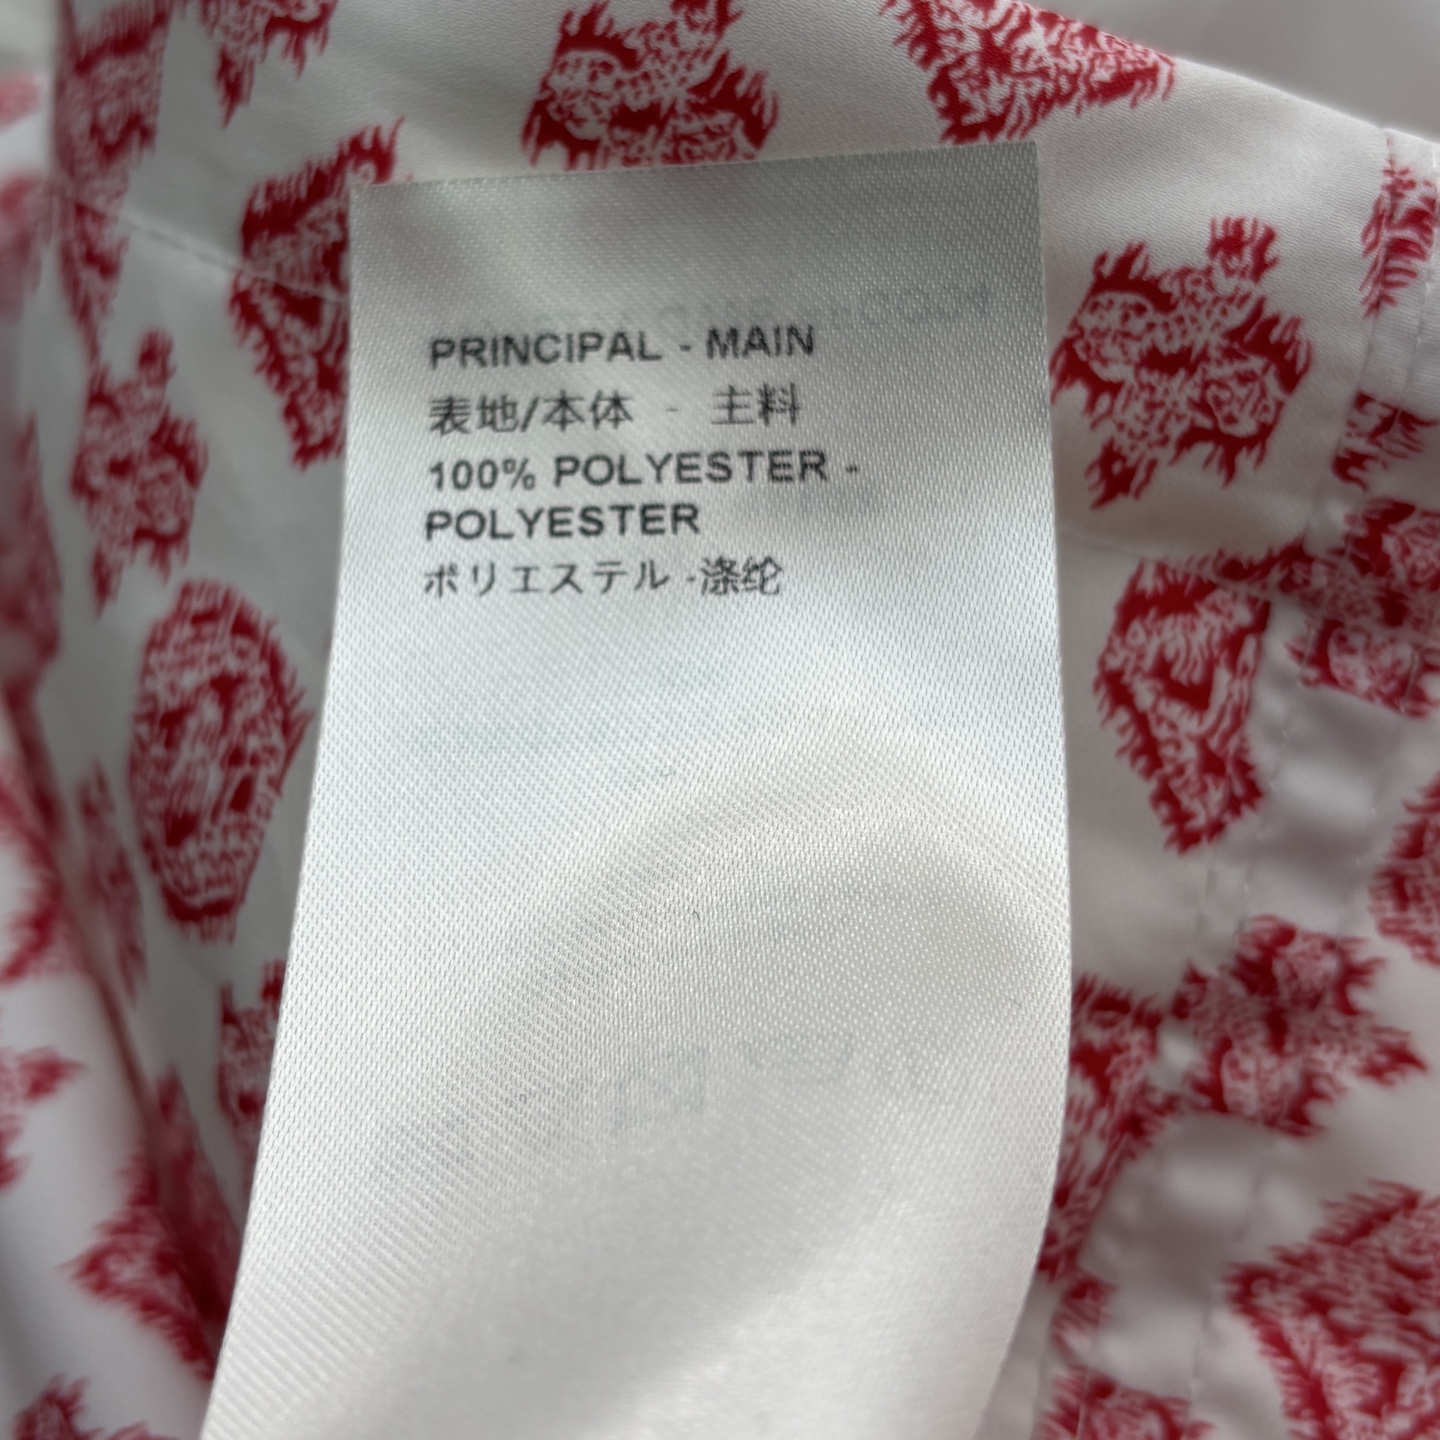 PRINCIPAL - MAIN
表地/本体 - 主料
100% POLYESTER -
POLYESTER
ポリエステル -涤纶